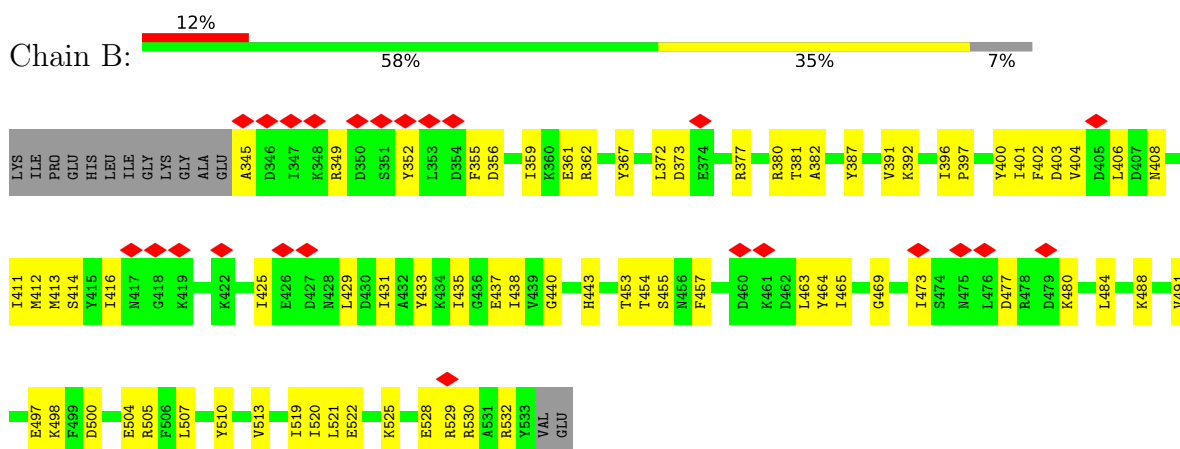 12%
Chain B:
58% 35% 7%
LYS ILE PRO GLU HIS LEU ILE GLY LYS GLY ALA GLU A345 D346 I347 K348 R349 D350 S351 Y352 L353 D354 F355 D356 I359 K360 E361 R362 Y367 L372 D373 E374 R377 R380 T381 A382 Y387 V391 K392 I396 P397 Y400 I401 F402 D403 V404 D405 L406 D407 N408
I411 M412 M413 S414 Y415 I416 N417 G418 K419 K422 I425 E426 D427 N428 L429 D430 I431 A432 Y433 K434 I435 G436 E437 I438 V439 G440 H443 T453 T454 S455 N456 F457 D460 K461 D462 L463 Y464 I465 G469 I473 S474 N475 L476 D477 R478 D479 K480 L484 K488 V491
E497 K498 F499 D500 E504 R505 F506 L507 Y510 V513 I519 I520 L521 E522 K525 E528 R529 R530 A531 R532 Y533 VAL GLU